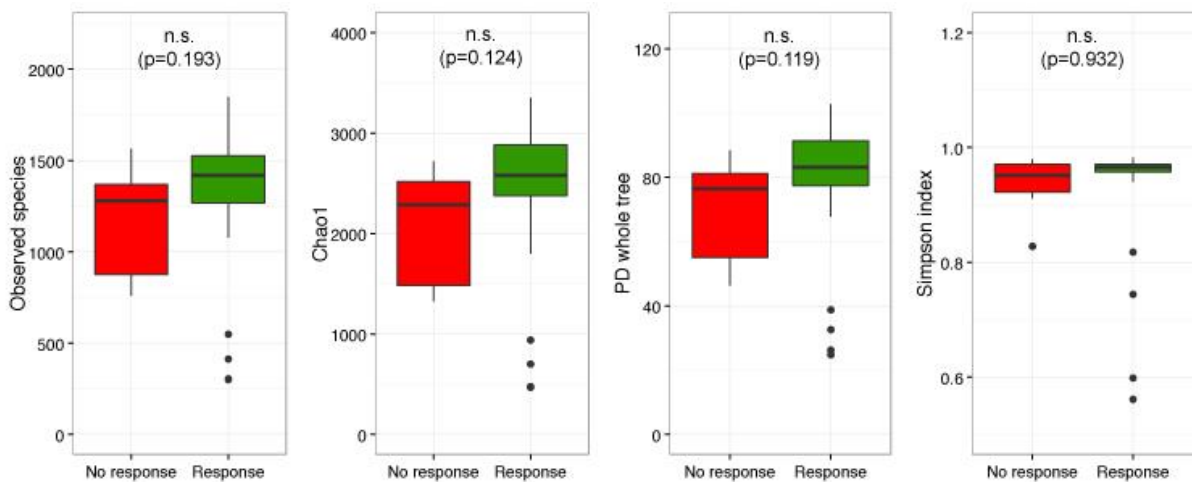 Observed species
2000
1500
1000
500
0
n.s.
(p=0.193)
No response
Response
Chao1
4000
3000
2000
1000
0
n.s.
(p=0.124)
No response
Response
PD whole tree
120
80
40
0
n.s.
(p=0.119)
No response
Response
Simpson index
1.2
1.0
0.8
0.6
n.s.
(p=0.932)
No response
Response